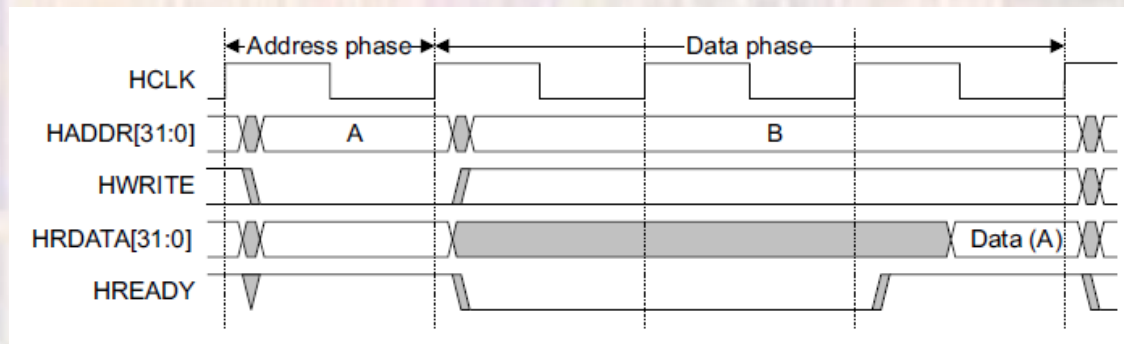 Address phase Data phase
HCLK
HADDR[31:0] A B
HWRITE
HRDATA[31:0] Data (A)
HREADY